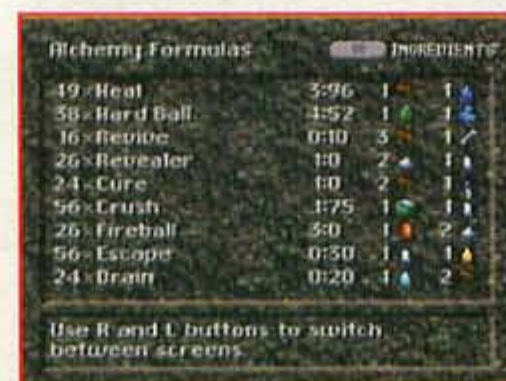 Alchemy Formulas INGREDIENTS
49×Heal 3:96 1 1
38×Hard Ball 4:52 1 1
16×Revive 0:10 3 1
26×Revealer 1:0 2 1
24×Cure 1:0 2 1
56×Crush 1:75 1 1
26×Fireball 3:0 1 2
56×Escape 0:30 1 1
24×Drain 0:20 1 2
Use R and L buttons to switch
between screens